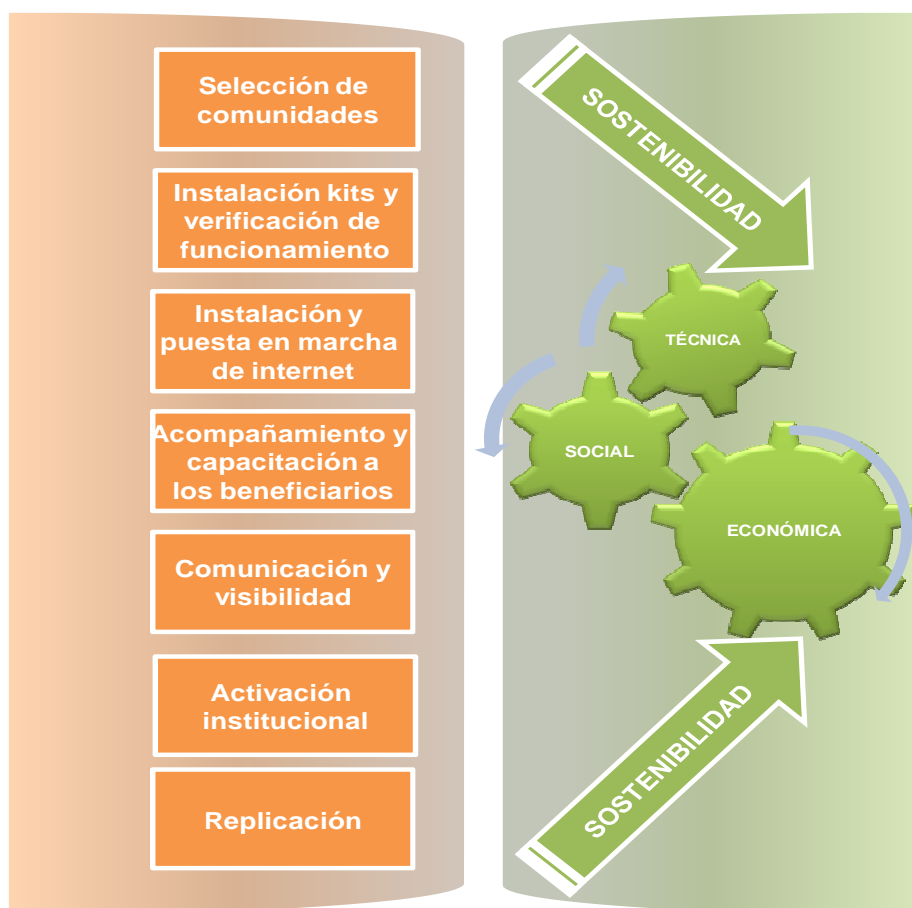 Selección de
comunidades
Instalación kits y
verificación de
funcionamiento
Instalación y
puesta en marcha
de internet
Acompañamiento y
capacitación a
los beneficiarios
Comunicación y
visibilidad
Activación
institucional
Replicación
SOSTENIBILIDAD
TÉCNICA
SOCIAL
ECONÓMICA
SOSTENIBILIDAD